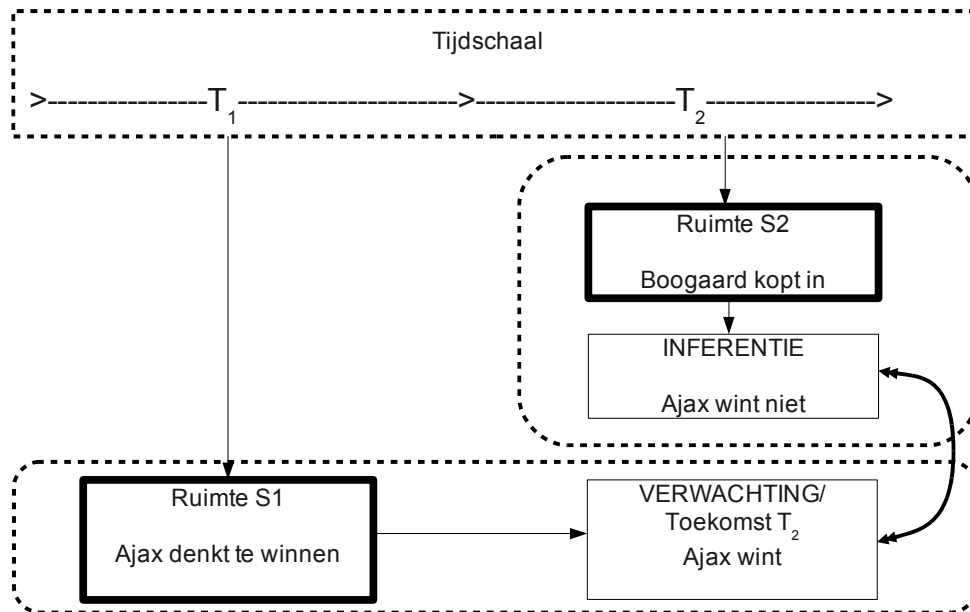 Tijdschaal
>----------------T₁----------------------->--------------------T₂----------------->
Ruimte S2
Boogaard kopt in
INFERENTIE
Ajax wint niet
Ruimte S1
Ajax denkt te winnen
VERWACHTING/
Toekomst T₂
Ajax wint